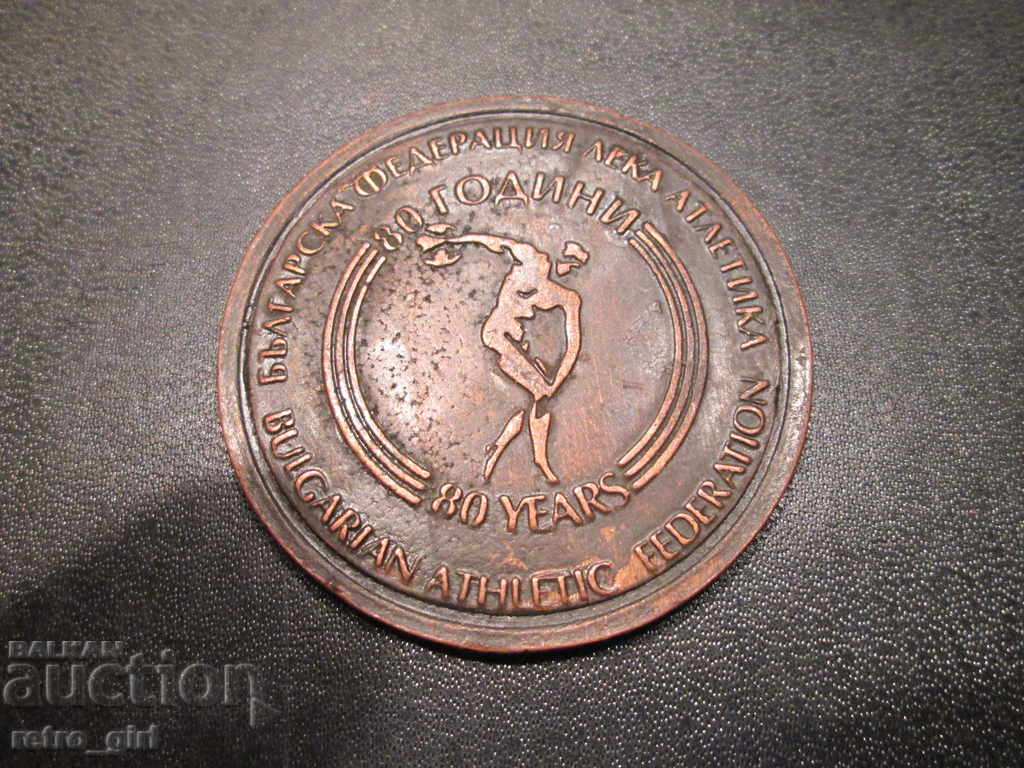 БЪЛГАРСКА ФЕДЕРАЦИЯ ЛЕКА АТЛЕТИКА
80 ГОДИНИ
80 YEARS
BULGARIAN ATHLETIC FEDERATION
BALKAN
auction
retro_girl